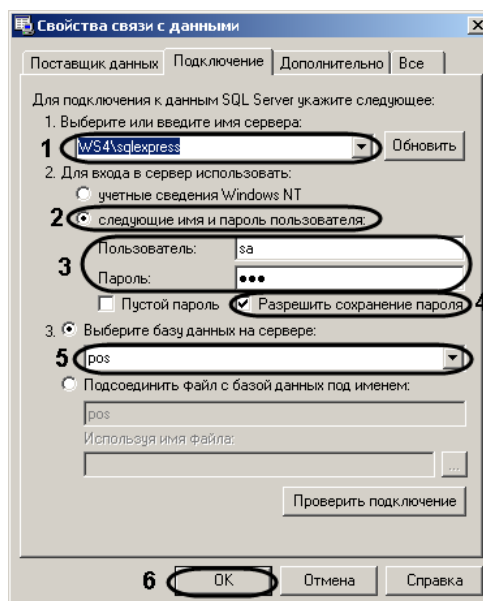 Свойства связи с данными
Поставщик данных Подключение Дополнительно Все
Для подключения к данным SQL Server укажите следующее:
1. Выберите или введите имя сервера:
1 WS4\sqlexpress Обновить
2. Для входа в сервер использовать:
учетные сведения Windows NT
2 следующие имя и пароль пользователя:
3 Пользователь: sa
Пароль: ●●●
Пустой пароль Разрешить сохранение пароля 4
3. Выберите базу данных на сервере:
5 pos
Подсоединить файл с базой данных под именем:
pos
Используя имя файла:
...
Проверить подключение
6 OK Отмена Справка